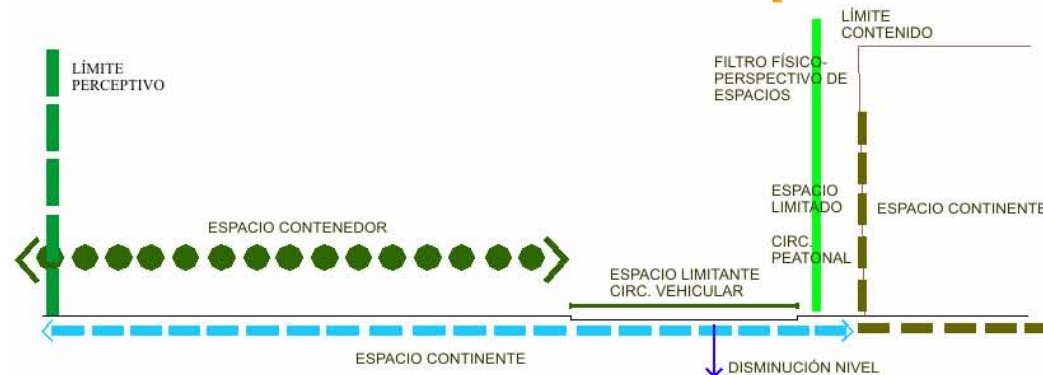 LÍMITE
PERCEPTIVO
LÍMITE
CONTENIDO
FILTRO FÍSICO-
PERSPECTIVO DE
ESPACIOS
ESPACIO
LIMITADO
ESPACIO CONTINENTE
ESPACIO CONTENEDOR
CIRC.
PEATONAL
ESPACIO LIMITANTE
CIRC. VEHICULAR
ESPACIO CONTINENTE
DISMINUCIÓN NIVEL